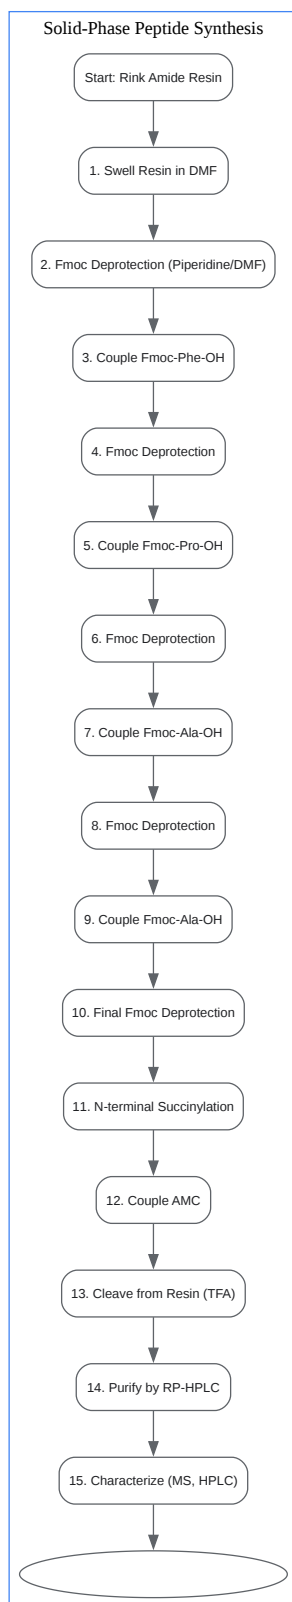 Solid-Phase Peptide Synthesis
Start: Rink Amide Resin
1. Swell Resin in DMF
2. Fmoc Deprotection (Piperidine/DMF)
3. Couple Fmoc-Phe-OH
4. Fmoc Deprotection
5. Couple Fmoc-Pro-OH
6. Fmoc Deprotection
7. Couple Fmoc-Ala-OH
8. Fmoc Deprotection
9. Couple Fmoc-Ala-OH
10. Final Fmoc Deprotection
11. N-terminal Succinylation
12. Couple AMC
13. Cleave from Resin (TFA)
14. Purify by RP-HPLC
15. Characterize (MS, HPLC)